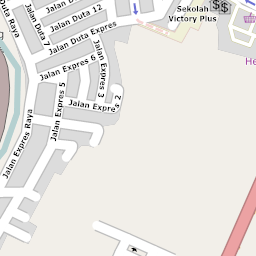 Duta Raya
Jalan Duta 7
Jalan Duta 12
Jalan Duta Expres
Jalan Expres 6
Jalan Expres 3
Jalan Expres 2
Jalan Expres 5
Jalan Expres Raya
Sekolah
Victory Plus
$$
He